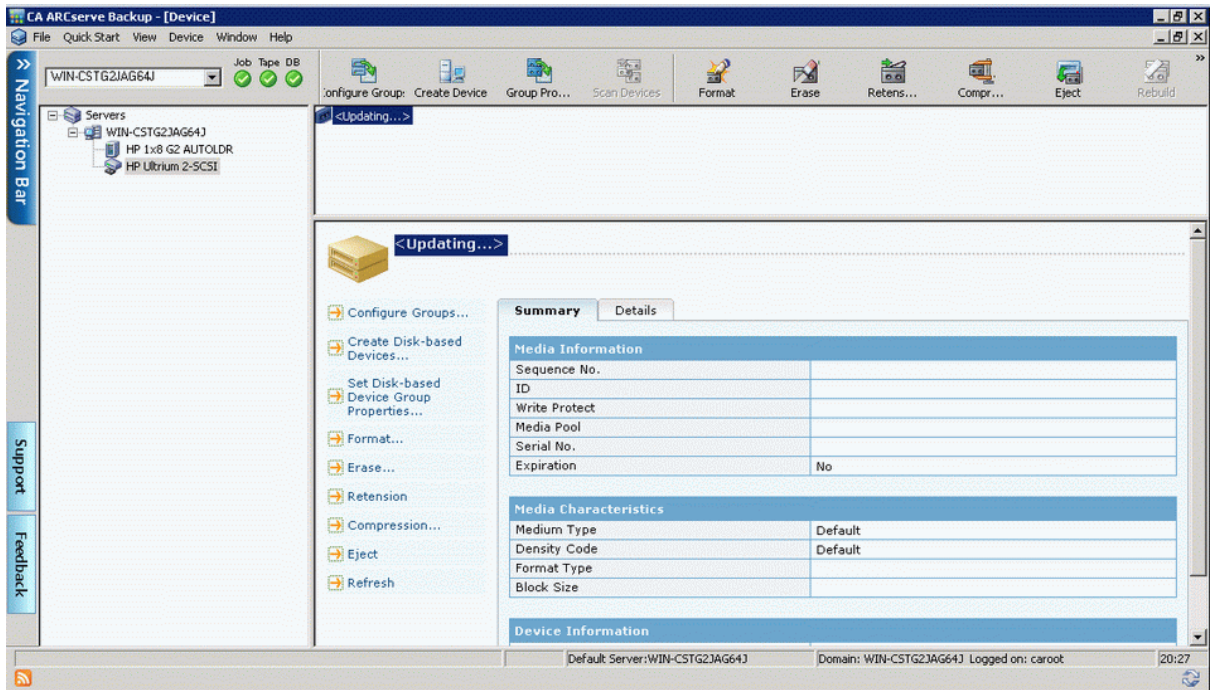 CA ARCserve Backup - [Device]
File Quick Start View Device Window Help
WIN-CSTG2JAG64J
Job Tape DB
onfigure Group: Create Device Group Pro... Scan Devices Format Erase Retens... Compr... Eject Rebuild
Navigation Bar
Servers
WIN-CSTG2JAG64J
HP 1x8 G2 AUTOLDR
HP Ultrium 2-SCSI
<Updating...>
<Updating...>
Configure Groups...
Create Disk-based
Devices...
Set Disk-based
Device Group
Properties...
Format...
Erase...
Retension
Compression...
Eject
Refresh
Summary Details
Media Information
Sequence No.
ID
Write Protect
Media Pool
Serial No.
Expiration No
Media Characteristics
Medium Type Default
Density Code Default
Format Type
Block Size
Device Information
Support
Feedback
Default Server:WIN-CSTG2JAG64J Domain: WIN-CSTG2JAG64J Logged on: caroot 20:27